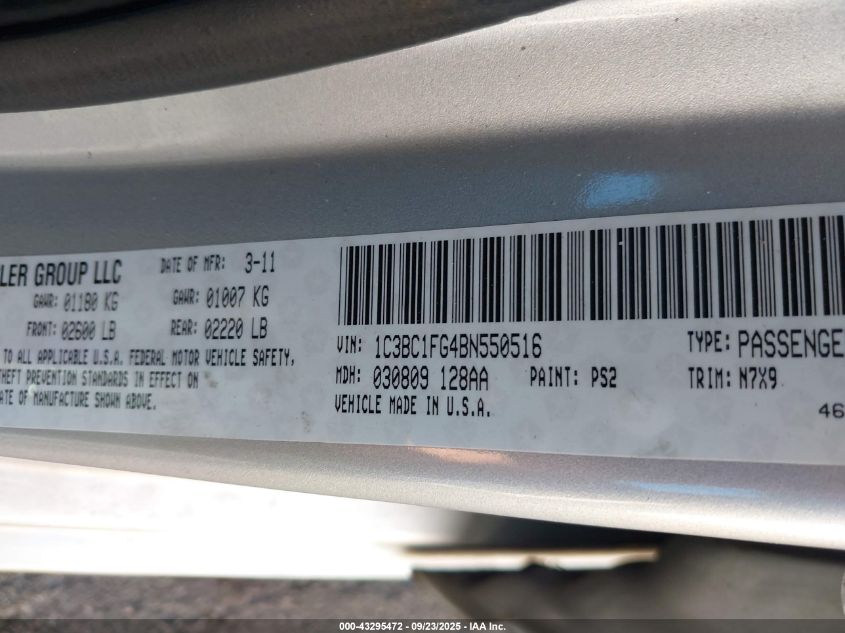 LER GROUP LLC DATE OF MFR: 3-11
GAWR: 01180 KG GAWR: 01007 KG
FRONT: 02600 LB REAR: 02220 LB
TO ALL APPLICABLE U.S.A. FEDERAL MOTOR VEHICLE SAFETY,
THEFT PREVENTION STANDARDS IN EFFECT ON
ATE OF MANUFACTURE SHOWN ABOVE.
VIN: 1C3BC1FG4BN550516 TYPE: PASSENGE
MDH: 030809 128AA PAINT: PS2 TRIM: N7X9
VEHICLE MADE IN U.S.A.
46
000-43295472 - 09/23/2025 - IAA Inc.